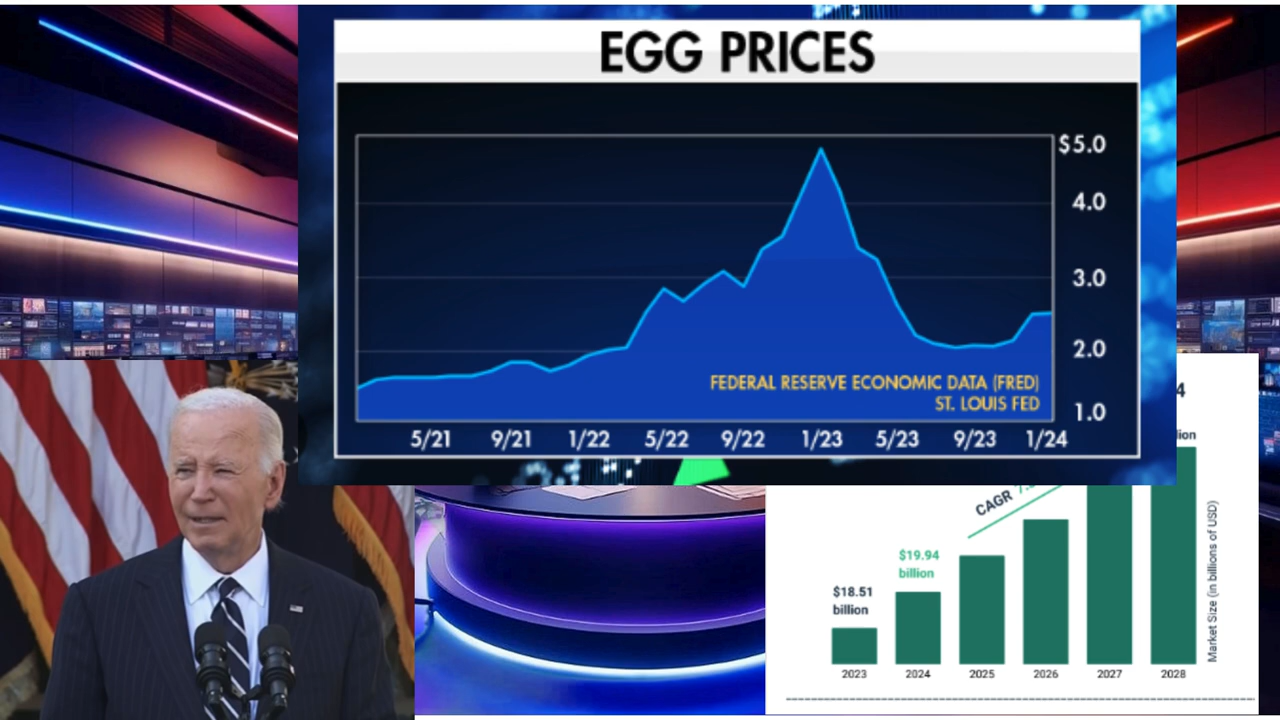 EGG PRICES
$5.0
4.0
3.0
2.0
1.0
FEDERAL RESERVE ECONOMIC DATA (FRED)
ST. LOUIS FED
5/21 9/21 1/22 5/22 9/22 1/23 5/23 9/23 1/24
4
lion
CAGR
$19.94
billion
$18.51
billion
Market Size (in billions of USD)
2023 2024 2025 2026 2027 2028